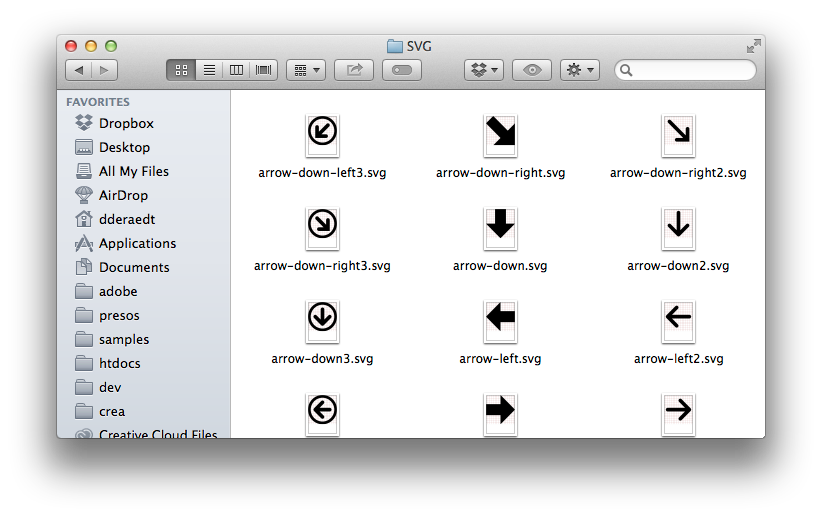 SVG
FAVORITES
Dropbox
Desktop
All My Files
AirDrop
dderaedt
Applications
Documents
adobe
presos
samples
htdocs
dev
crea
Creative Cloud Files
arrow-down-left3.svg
arrow-down-right.svg
arrow-down-right2.svg
arrow-down-right3.svg
arrow-down.svg
arrow-down2.svg
arrow-down3.svg
arrow-left.svg
arrow-left2.svg